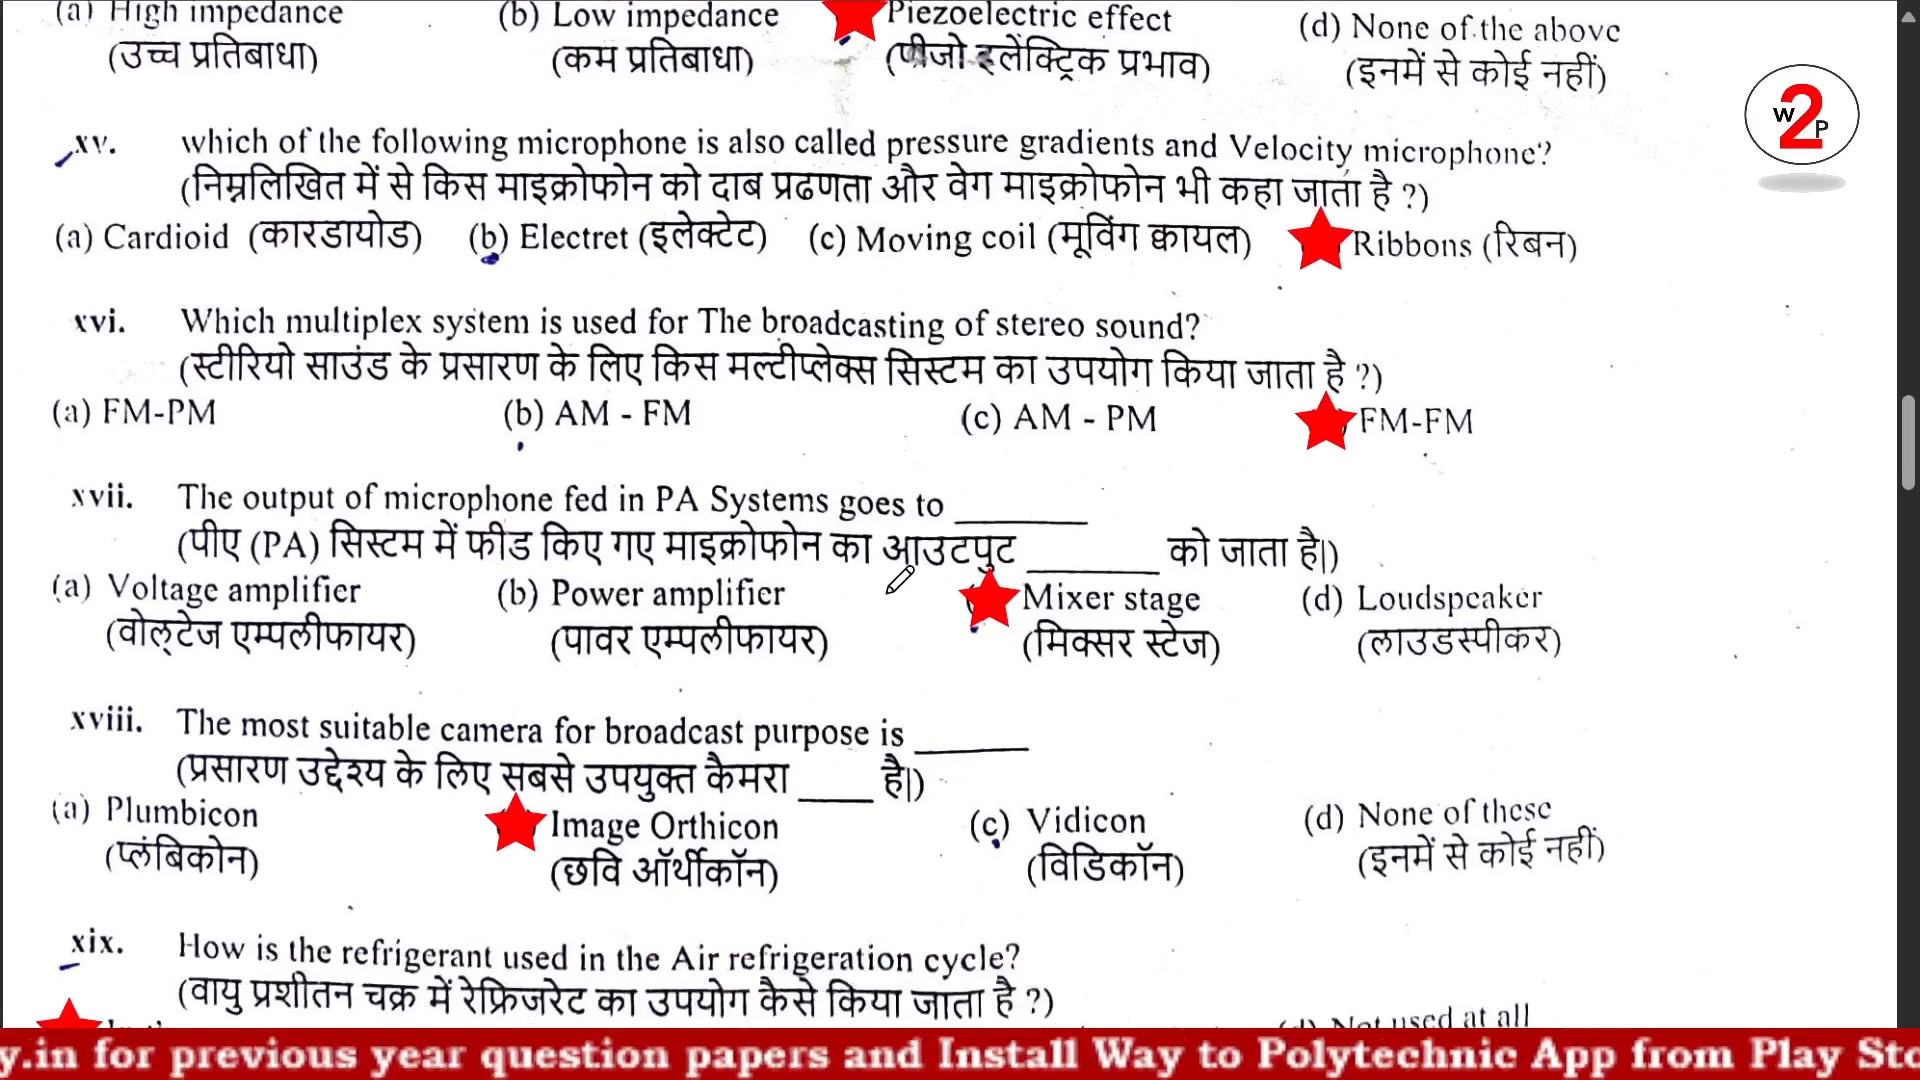 (a) High impedance (b) Low impedance Piezoelectric effect (d) None of the above
(उच्च प्रतिबाधा) (कम प्रतिबाधा) (पीजो इलेक्ट्रिक प्रभाव) (इनमें से कोई नहीं)
W2P
xv. which of the following microphone is also called pressure gradients and Velocity microphone?
(निम्नलिखित में से किस माइक्रोफोन को दाब प्रढणता और वेग माइक्रोफोन भी कहा जाता है ?)
(a) Cardioid (कारडायोड) (b) Electret (इलेक्टेट) (c) Moving coil (मूविंग क्वायल) Ribbons (रिबन)
xvi. Which multiplex system is used for The broadcasting of stereo sound?
(स्टीरियो साउंड के प्रसारण के लिए किस मल्टीप्लेक्स सिस्टम का उपयोग किया जाता है ?)
(a) FM-PM (b) AM - FM (c) AM - PM FM-FM
xvii. The output of microphone fed in PA Systems goes to ________
(पीए (PA) सिस्टम में फीड किए गए माइक्रोफोन का आउटपुट ________ को जाता है|)
(a) Voltage amplifier (b) Power amplifier Mixer stage (d) Loudspeaker
(वोल्टेज एम्पलीफायर) (पावर एम्पलीफायर) (मिक्सर स्टेज) (लाउडस्पीकर)
xviii. The most suitable camera for broadcast purpose is _______
(प्रसारण उद्देश्य के लिए सबसे उपयुक्त कैमरा ____ है|)
(a) Plumbicon Image Orthicon (c) Vidicon (d) None of these
(प्लंबिकोन) (छवि ऑर्थीकॉन) (विडिकॉन) (इनमें से कोई नहीं)
xix. How is the refrigerant used in the Air refrigeration cycle?
(वायु प्रशीतन चक्र में रेफ्रिजरेट का उपयोग कैसे किया जाता है ?)
(d) Not used at all
y.in for previous year question papers and Install Way to Polytechnic App from Play Sto